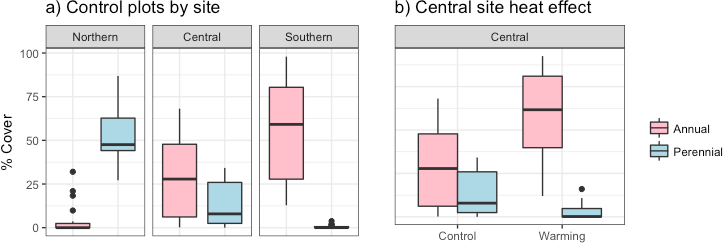 a) Control plots by site
Northern
Central
Southern
100
75
50
25
0
% Cover
b) Central site heat effect
Central
Control
Warming
Annual
Perennial